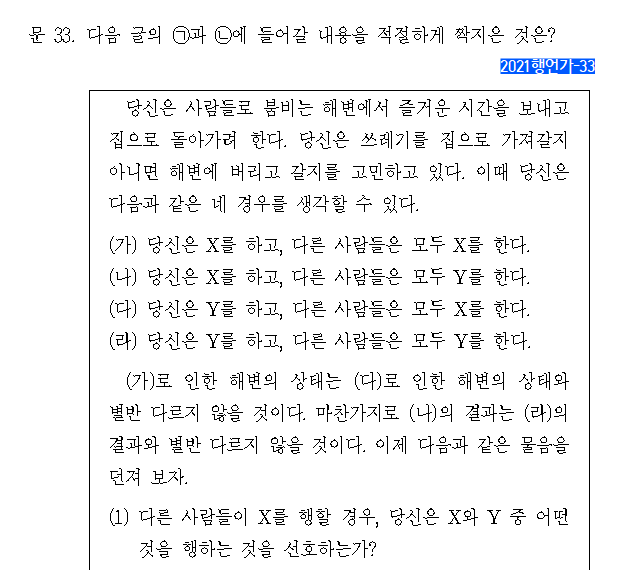 문 33. 다음 글의 ㉠과 ㉡에 들어갈 내용을 적절하게 짝지은 것은?
2021행언가-33
당신은 사람들로 붐비는 해변에서 즐거운 시간을 보내고
집으로 돌아가려 한다. 당신은 쓰레기를 집으로 가져갈지
아니면 해변에 버리고 갈지를 고민하고 있다. 이때 당신은
다음과 같은 네 경우를 생각할 수 있다.
(가) 당신은 X를 하고, 다른 사람들은 모두 X를 한다.
(나) 당신은 X를 하고, 다른 사람들은 모두 Y를 한다.
(다) 당신은 Y를 하고, 다른 사람들은 모두 X를 한다.
(라) 당신은 Y를 하고, 다른 사람들은 모두 Y를 한다.
(가)로 인한 해변의 상태는 (다)로 인한 해변의 상태와
별반 다르지 않을 것이다. 마찬가지로 (나)의 결과는 (라)의
결과와 별반 다르지 않을 것이다. 이제 다음과 같은 물음을
던져 보자.
(1) 다른 사람들이 X를 행할 경우, 당신은 X와 Y 중 어떤
것을 행하는 것을 선호하는가?